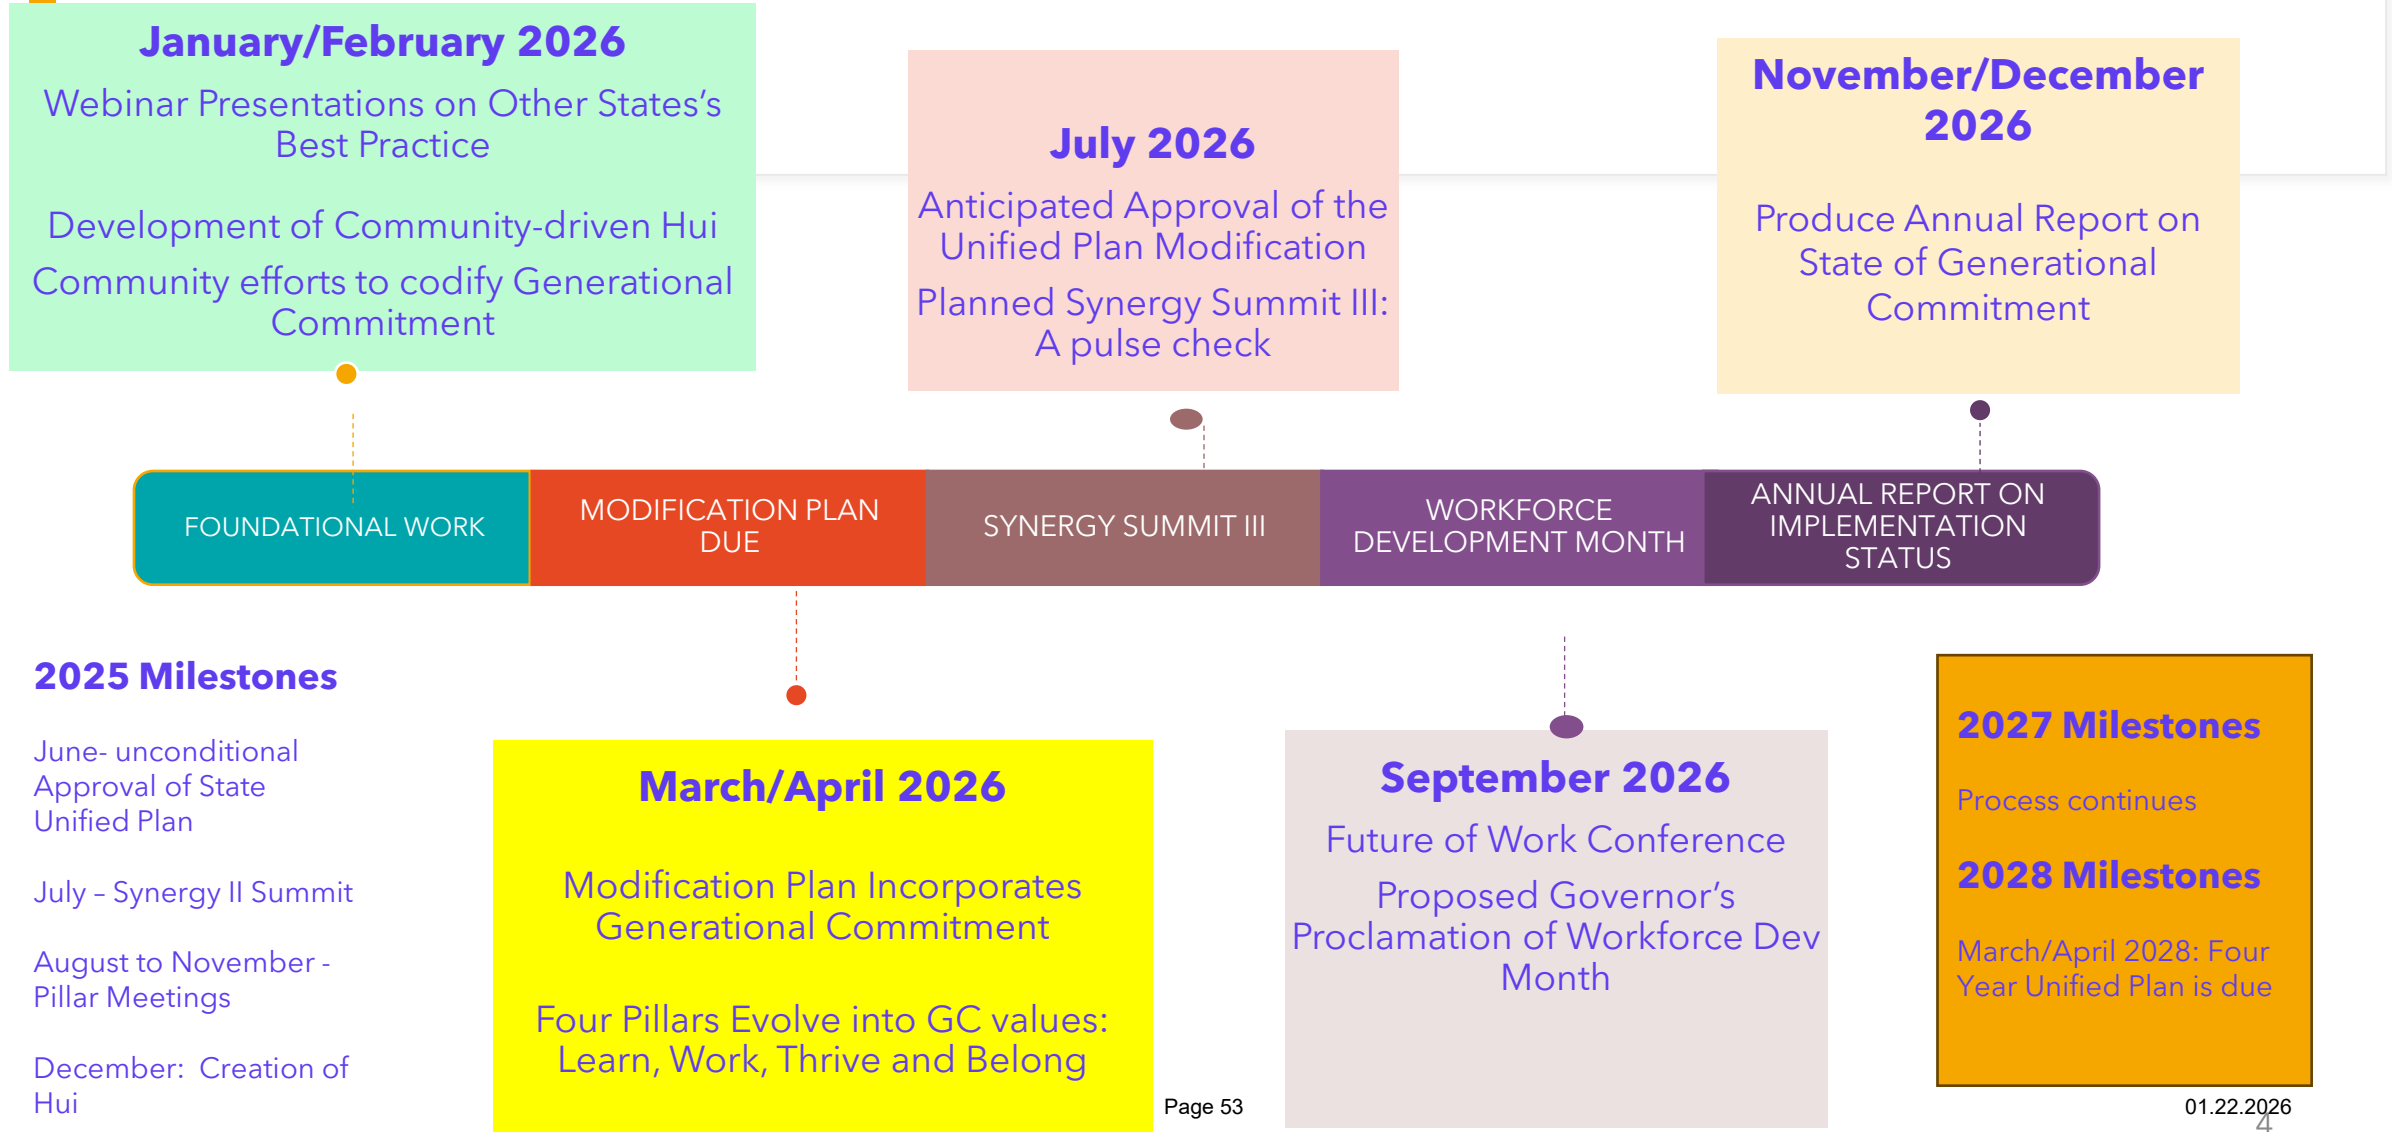 January/February 2026
Webinar Presentations on Other States’s
Best Practice
Development of Community-driven Hui
Community efforts to codify Generational
Commitment
July 2026
Anticipated Approval of the
Unified Plan Modification
Planned Synergy Summit III:
A pulse check
November/December
2026
Produce Annual Report on
State of Generational
Commitment
FOUNDATIONAL WORK
MODIFICATION PLAN
DUE
SYNERGY SUMMIT III
WORKFORCE
DEVELOPMENT MONTH
ANNUAL REPORT ON
IMPLEMENTATION
STATUS
2025 Milestones
June- unconditional
Approval of State
Unified Plan
July – Synergy II Summit
August to November -
Pillar Meetings
December:  Creation of
Hui
March/April 2026
Modification Plan Incorporates
Generational Commitment
Four Pillars Evolve into GC values:
Learn, Work, Thrive and Belong
September 2026
Future of Work Conference
Proposed Governor’s
Proclamation of Workforce Dev
Month
2027 Milestones
Process continues
2028 Milestones
March/April 2028: Four
Year Unified Plan is due
Page 53
01.22.2026
4